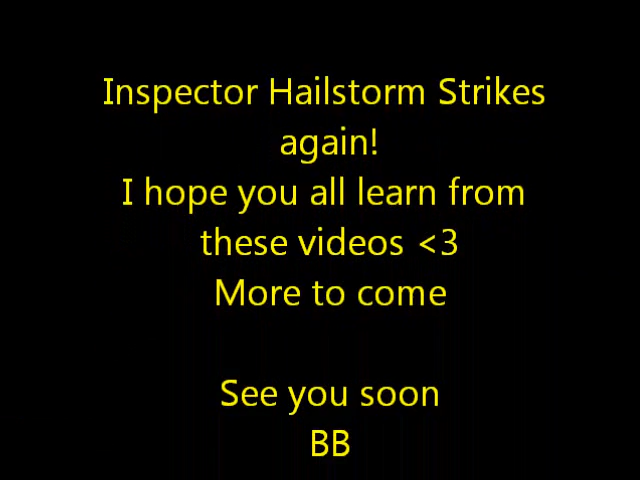 Inspector Hailstorm Strikes
again!
I hope you all learn from
these videos <3
More to come
See you soon
BB